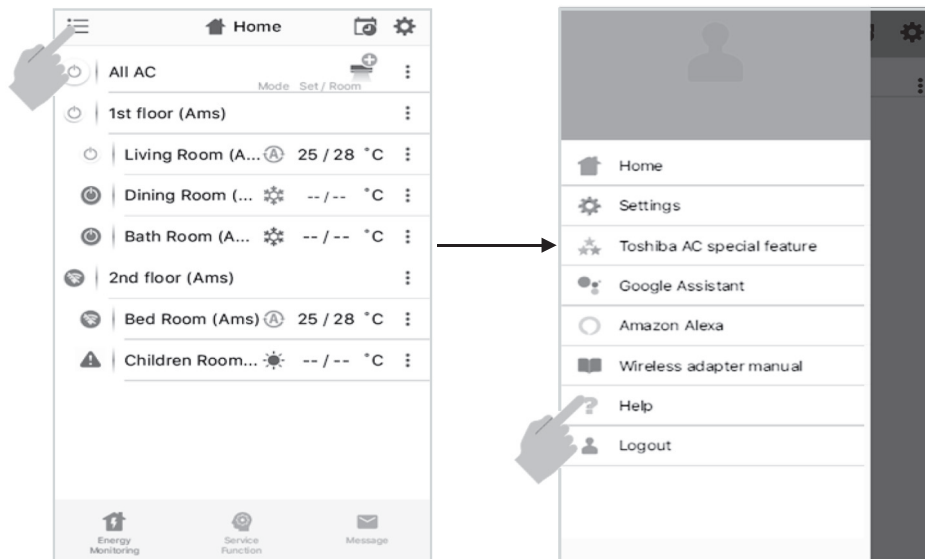 Home
All AC
Mode Set / Room
1st floor (Ams)
Living Room (A... A 25 / 28 °C
Dining Room (... -- / -- °C
Bath Room (A... -- / -- °C
2nd floor (Ams)
Bed Room (Ams) A 25 / 28 °C
Children Room... -- / -- °C
Energy
Monitoring
Service
Function
Message
Home
Settings
Toshiba AC special feature
Google Assistant
Amazon Alexa
Wireless adapter manual
? Help
Logout